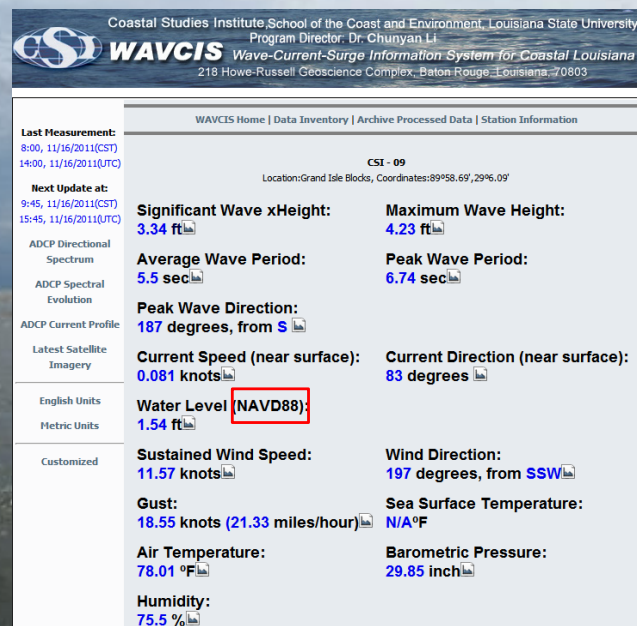 Coastal Studies Institute,School of the Coast and Environment, Louisiana State University
Program Director: Dr. Chunyan Li
CSI WAVCIS Wave-Current-Surge Information System for Coastal Louisiana
218 Howe-Russell Geoscience Complex, Baton Rouge, Louisiana, 70803
WAVCIS Home | Data Inventory | Archive Processed Data | Station Information
Last Measurement:
8:00, 11/16/2011(CST)
14:00, 11/16/2011(UTC)
Next Update at:
9:45, 11/16/2011(CST)
15:45, 11/16/2011(UTC)
ADCP Directional
Spectrum
ADCP Spectral
Evolution
ADCP Current Profile
Latest Satellite
Imagery
English Units
Metric Units
Customized
CSI - 09
Location:Grand Isle Blocks, Coordinates:89º58.69',29º6.09'
Significant Wave xHeight:
3.34 ft
Maximum Wave Height:
4.23 ft
Average Wave Period:
5.5 sec
Peak Wave Period:
6.74 sec
Peak Wave Direction:
187 degrees, from S
Current Speed (near surface):
0.081 knots
Current Direction (near surface):
83 degrees
Water Level (NAVD88):
1.54 ft
Sustained Wind Speed:
11.57 knots
Wind Direction:
197 degrees, from SSW
Gust:
18.55 knots (21.33 miles/hour)
Sea Surface Temperature:
N/AºF
Air Temperature:
78.01 ºF
Barometric Pressure:
29.85 inch
Humidity:
75.5 %